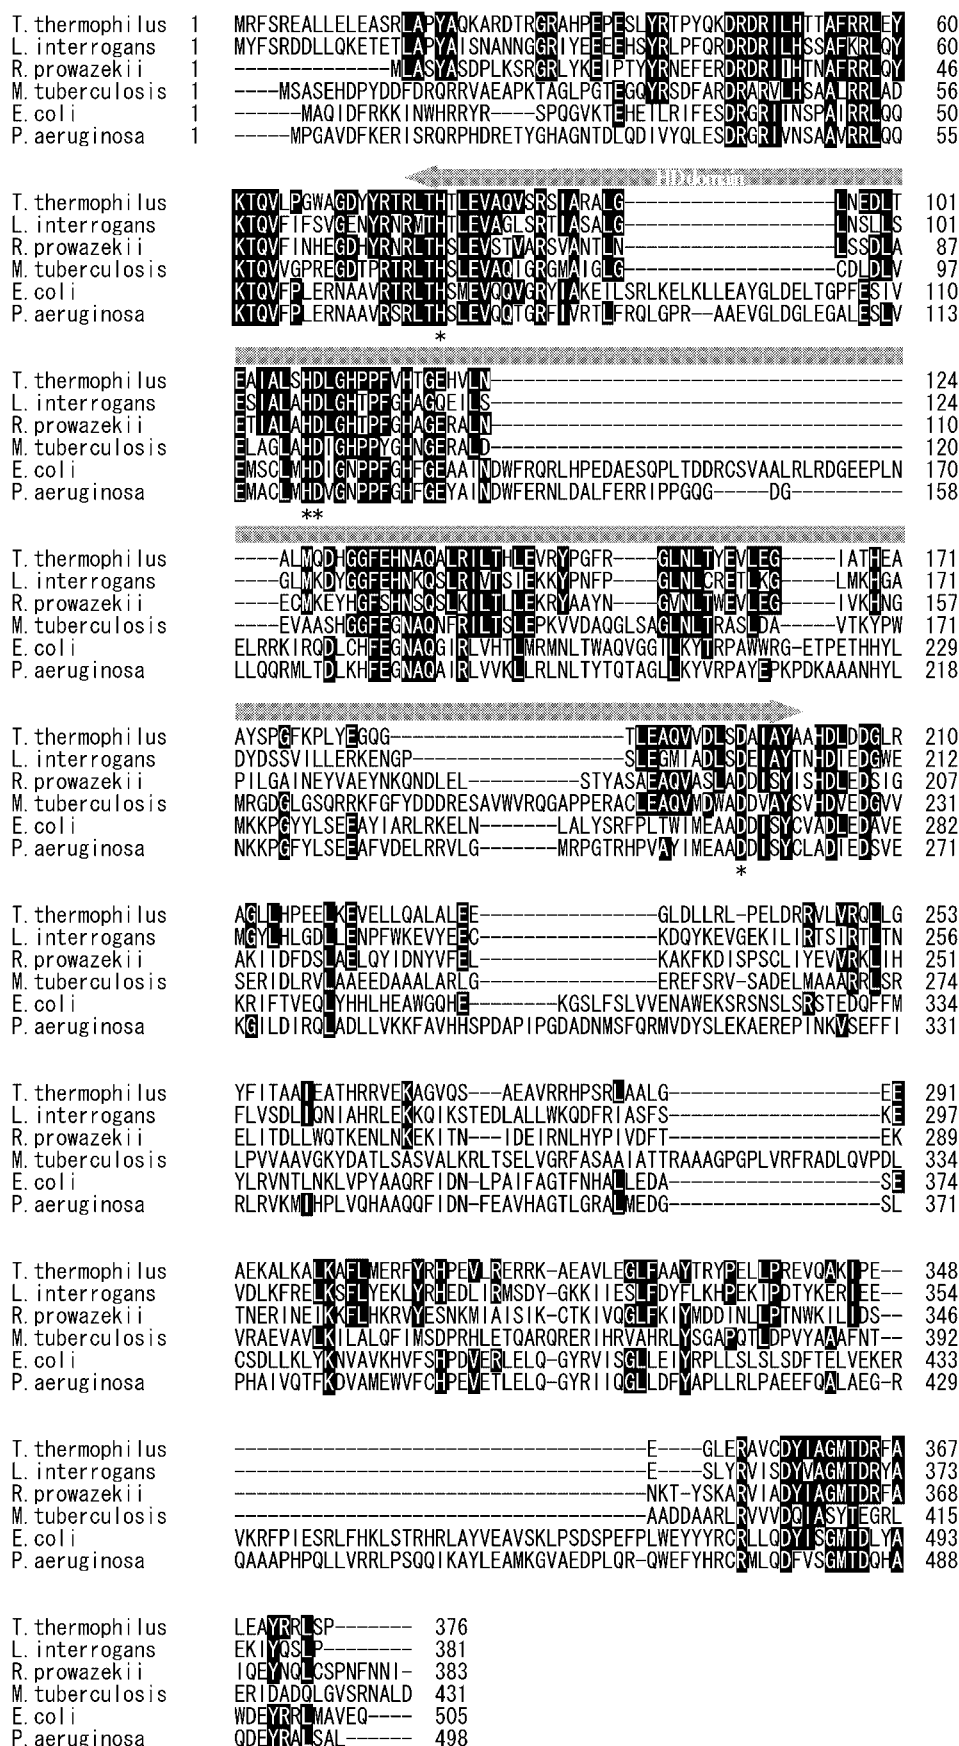 T.thermophilus 1 MRFSREALLELEASRLAPYAQKARDTRGRAHPEPESLYRTPYQKDRDRILHTTAFRRLEY 60
L.interrogans 1 MYFSRDDLLQKETETLAPYAISNANNGGRIYEEEEHSYRLPFQRDRDRILHSSAFKRLQY 60
R.prowazekii 1 --------------MLASYASDPLKSRGRLYKEIPTYYRNEFERDRDRIIHTNAFRRLQY 46
M.tuberculosis 1 ----MSASEHDPYDDFDRQRRVAEAPKTAGLPGTEGQYRSDFARDRARVLHSAALRRLAD 56
E.coli 1 ------MAQIDFRKKINWHRRYR----SPQGVKTEHETLRIFESDRGRIINSPAIRRLQQ 50
P.aeruginosa 1 -----MPGAVDFKERISRQRPHDRETYGHAGNTDLQDIVYQLESDRGRIVNSAAVRRLQQ 55
HDdomain
T.thermophilus KTQVLPGWAGDYYRTRLTHTLEVAQVSRSIARALG-------------------LNEDLT 101
L.interrogans KTQVFIFSVGENYRNRMTHTLEVAGLSRTIASALG-------------------LNSLLS 101
R.prowazekii KTQVFINHEGDHYRNRLTHSLEVSTVARSVANTLN-------------------LSSDLA 87
M.tuberculosis KTQVVGPREGDTPRTRLTHSLEVAQIGRGMAIGLG-------------------CDLDLV 97
E.coli KTQVFPLERNAAVRTRLTHSMEVQQVGRYIAKEILSRLKELKLLEAYGLDELTGPFESIV 110
P.aeruginosa KTQVFPLERNAAVRSRLTHSLEVQQTGRFIVRTLFRQLGPR--AAEVGLDGLEGALESLV 113
*
T.thermophilus EAIALSHDLGHPPFVHTGEHVLN------------------------------------- 124
L.interrogans ESIALAHDLGHTPFGHAGQEILS------------------------------------- 124
R.prowazekii ETIALAHDLGHTPFGHAGERALN------------------------------------- 110
M.tuberculosis ELAGLAHDIGHPPYGHNGERALD------------------------------------- 120
E.coli EMSCLMHDIGNPPFGHFGEAAINDWFRQRLHPEDAESQPLTDDRCSVAALRLRDGEEPLN 170
P.aeruginosa EMACLMHDVGNPPFGHFGEYAINDWFERNLDALFERRIPPGQQG-----DG--------- 158
**
T.thermophilus ----ALMQDHGGFEHNAQALRILTHLEVRYPGFR----GLNLTYEVLEG-----IATHEA 171
L.interrogans ----GLMKDYGGFEHNKQSLRIVTSIEKKYPNFP----GLNLCRETLKG-----LMKHGA 171
R.prowazekii ----ECMKEYHGFSHNSQSLKILTLLEKRYAAYN----GVNLTWEVLEG-----IVKHNG 157
M.tuberculosis ----EVAASHGGFEGNAQNFRILTSLEPKVVDAQGLSAGLNLTRASLDA-----VTKYPW 171
E.coli ELRRKIRQDLCHFEGNAQGIRLVHTLMRMNLTWAQVGGILKYTRPAWWRG-ETPETHHYL 229
P.aeruginosa LLQQRMLTDLKHFEGNAQAIRLVVKLLRLNLTYTQTAGLLKYVRPAYEPKPDKAAANHYL 218
T.thermophilus AYSPGFKPLYEGQG---------------------TLEAQVVDLSDAIAYAAHDLDDGLR 210
L.interrogans DYDSSVILLERKENGP-------------------SLEGMIADLSDEIAYTNHDIEDGWE 212
R.prowazekii PILGAINEYVAEYNKQNDLEL-----------STYASAEAQVASLADDISYISHDLEDSIG 207
M.tuberculosis MRGDGLGSQRRKFGFYDDDRESAVWVRQGAPPERACLEAQVMDWADDVAYSVHDVEDGVV 231
E.coli MKKPGYYLSEEAYIARLRKELN-------LALYSRFPLTWIMEAADDISYCVADLEDAVE 282
P.aeruginosa NKKPGFYLSEEAFVDELRRVLG-------MRPGTRHPVAYIMEAADDISYCLADIEDSVE 271
*
T.thermophilus AGLLHPEELKEVELLQALALEE----------------GLDLLRL-PELDRRVLVRQLLG 253
L.interrogans MGYLHLGDLLENPFWKEVYEEC----------------KDQYKEVGEKILIRTSIRTLTN 256
R.prowazekii AKIIDFDSLAELQYIDNYVFEL----------------KAKFKDISPSCLIYEVVRKLIH 251
M.tuberculosis SERIDLRVLAAEEDAAALARLG----------------EREFSRV-SADELMAAARRLSR 274
E.coli KRIFTVEQLYHHLHEAWGQHE--------KGSLFSLVVENAWEKSRSNSLSRSTEDQFFM 334
P.aeruginosa KGILDIRQLADLLVKKFAVHHSPDAPIPGDADNMSFQRMVDYSLEKAEREPINKVSEFFI 331
T.thermophilus YFITAAIEATHRRVEKAGVQS---AEAVRRHPSRLAALG-------------------EE 291
L.interrogans FLVSDLIQNIAHRLEKKQIKSTEDLALLWKQDFRIASFS-------------------KE 297
R.prowazekii ELITDLLWQTKENLNKEKITN---IDEIRNLHYPIVDFT-------------------EK 289
M.tuberculosis LPVVAAVGKYDATLSASVALKRLTSELVGRFASAAIATTRAAAGPGPLVRFRADLQVPDL 334
E.coli YLRVNTLNKLVPYAAQRFIDN-LPAIFAGTFNHALLEDA-------------------SE 374
P.aeruginosa RLRVKMIHPLVQHAAQQFIDN-FEAVHAGTLGRALMEDG-------------------SL 371
T.thermophilus AEKALKALKAFLMERFYRHPEVLRERRK-AEAVLEGLFAAYTRYPELLPREVQAKIPE-- 348
L.interrogans VDLKFRELKSFLYEKLYRHEDLIRMSDY-GKKIIESLFDYFLKHPEKTPDTYKERIEE-- 354
R.prowazekii TNERINEIKKFLHKRVYESNKMIAISIK-CTKIVQGLFKIYMDDINLLPTNWKILIDS-- 346
M.tuberculosis VRAEVAVLKILALQFIMSDPRHLETQARQRERIHRVAHRLYSGAPQTLDPVYAAAFNT-- 392
E.coli CSDLLKLYKNVAVKHVFSHPDVERLELQ-GYRVISGLLEIYRPLLSLSLSDFTELVEKER 433
P.aeruginosa PHAIVQTFKDVAMEWVFCHPEVETLELQ-GYRIIQGLLDFYAPLLRLPAEEFQALAEG-R 429
T.thermophilus -------------------------------------E----GLERAVCDYIAGMTDRFA 367
L.interrogans -------------------------------------E----SLYRVISDYVAGMTDRYA 373
R.prowazekii -------------------------------------NKT-YSKARVIADYIAGMTDRFA 368
M.tuberculosis -------------------------------------AADDAARLRVVVDQIASYTEGRL 415
E.coli VKRFPIESRLFHKLSTRHRLAYVEAVSKLPSDSPEFPLWEYYYRCRLLQDYISGMTDLYA 493
P.aeruginosa QAAAPHPQLLVRRLPSQQIKAYLEAMKGVAEDPLQR-QWEFYHRCRMLQDFVSGMTDQHA 488
T.thermophilus LEAYRRLSP------- 376
L.interrogans EKIYQSLP-------- 381
R.prowazekii IQEYNQLCSPNFNNI- 383
M.tuberculosis ERIDADQLGVSRNALD 431
E.coli WDEYRRLMAVEQ---- 505
P.aeruginosa QDEYRALSAL------ 498